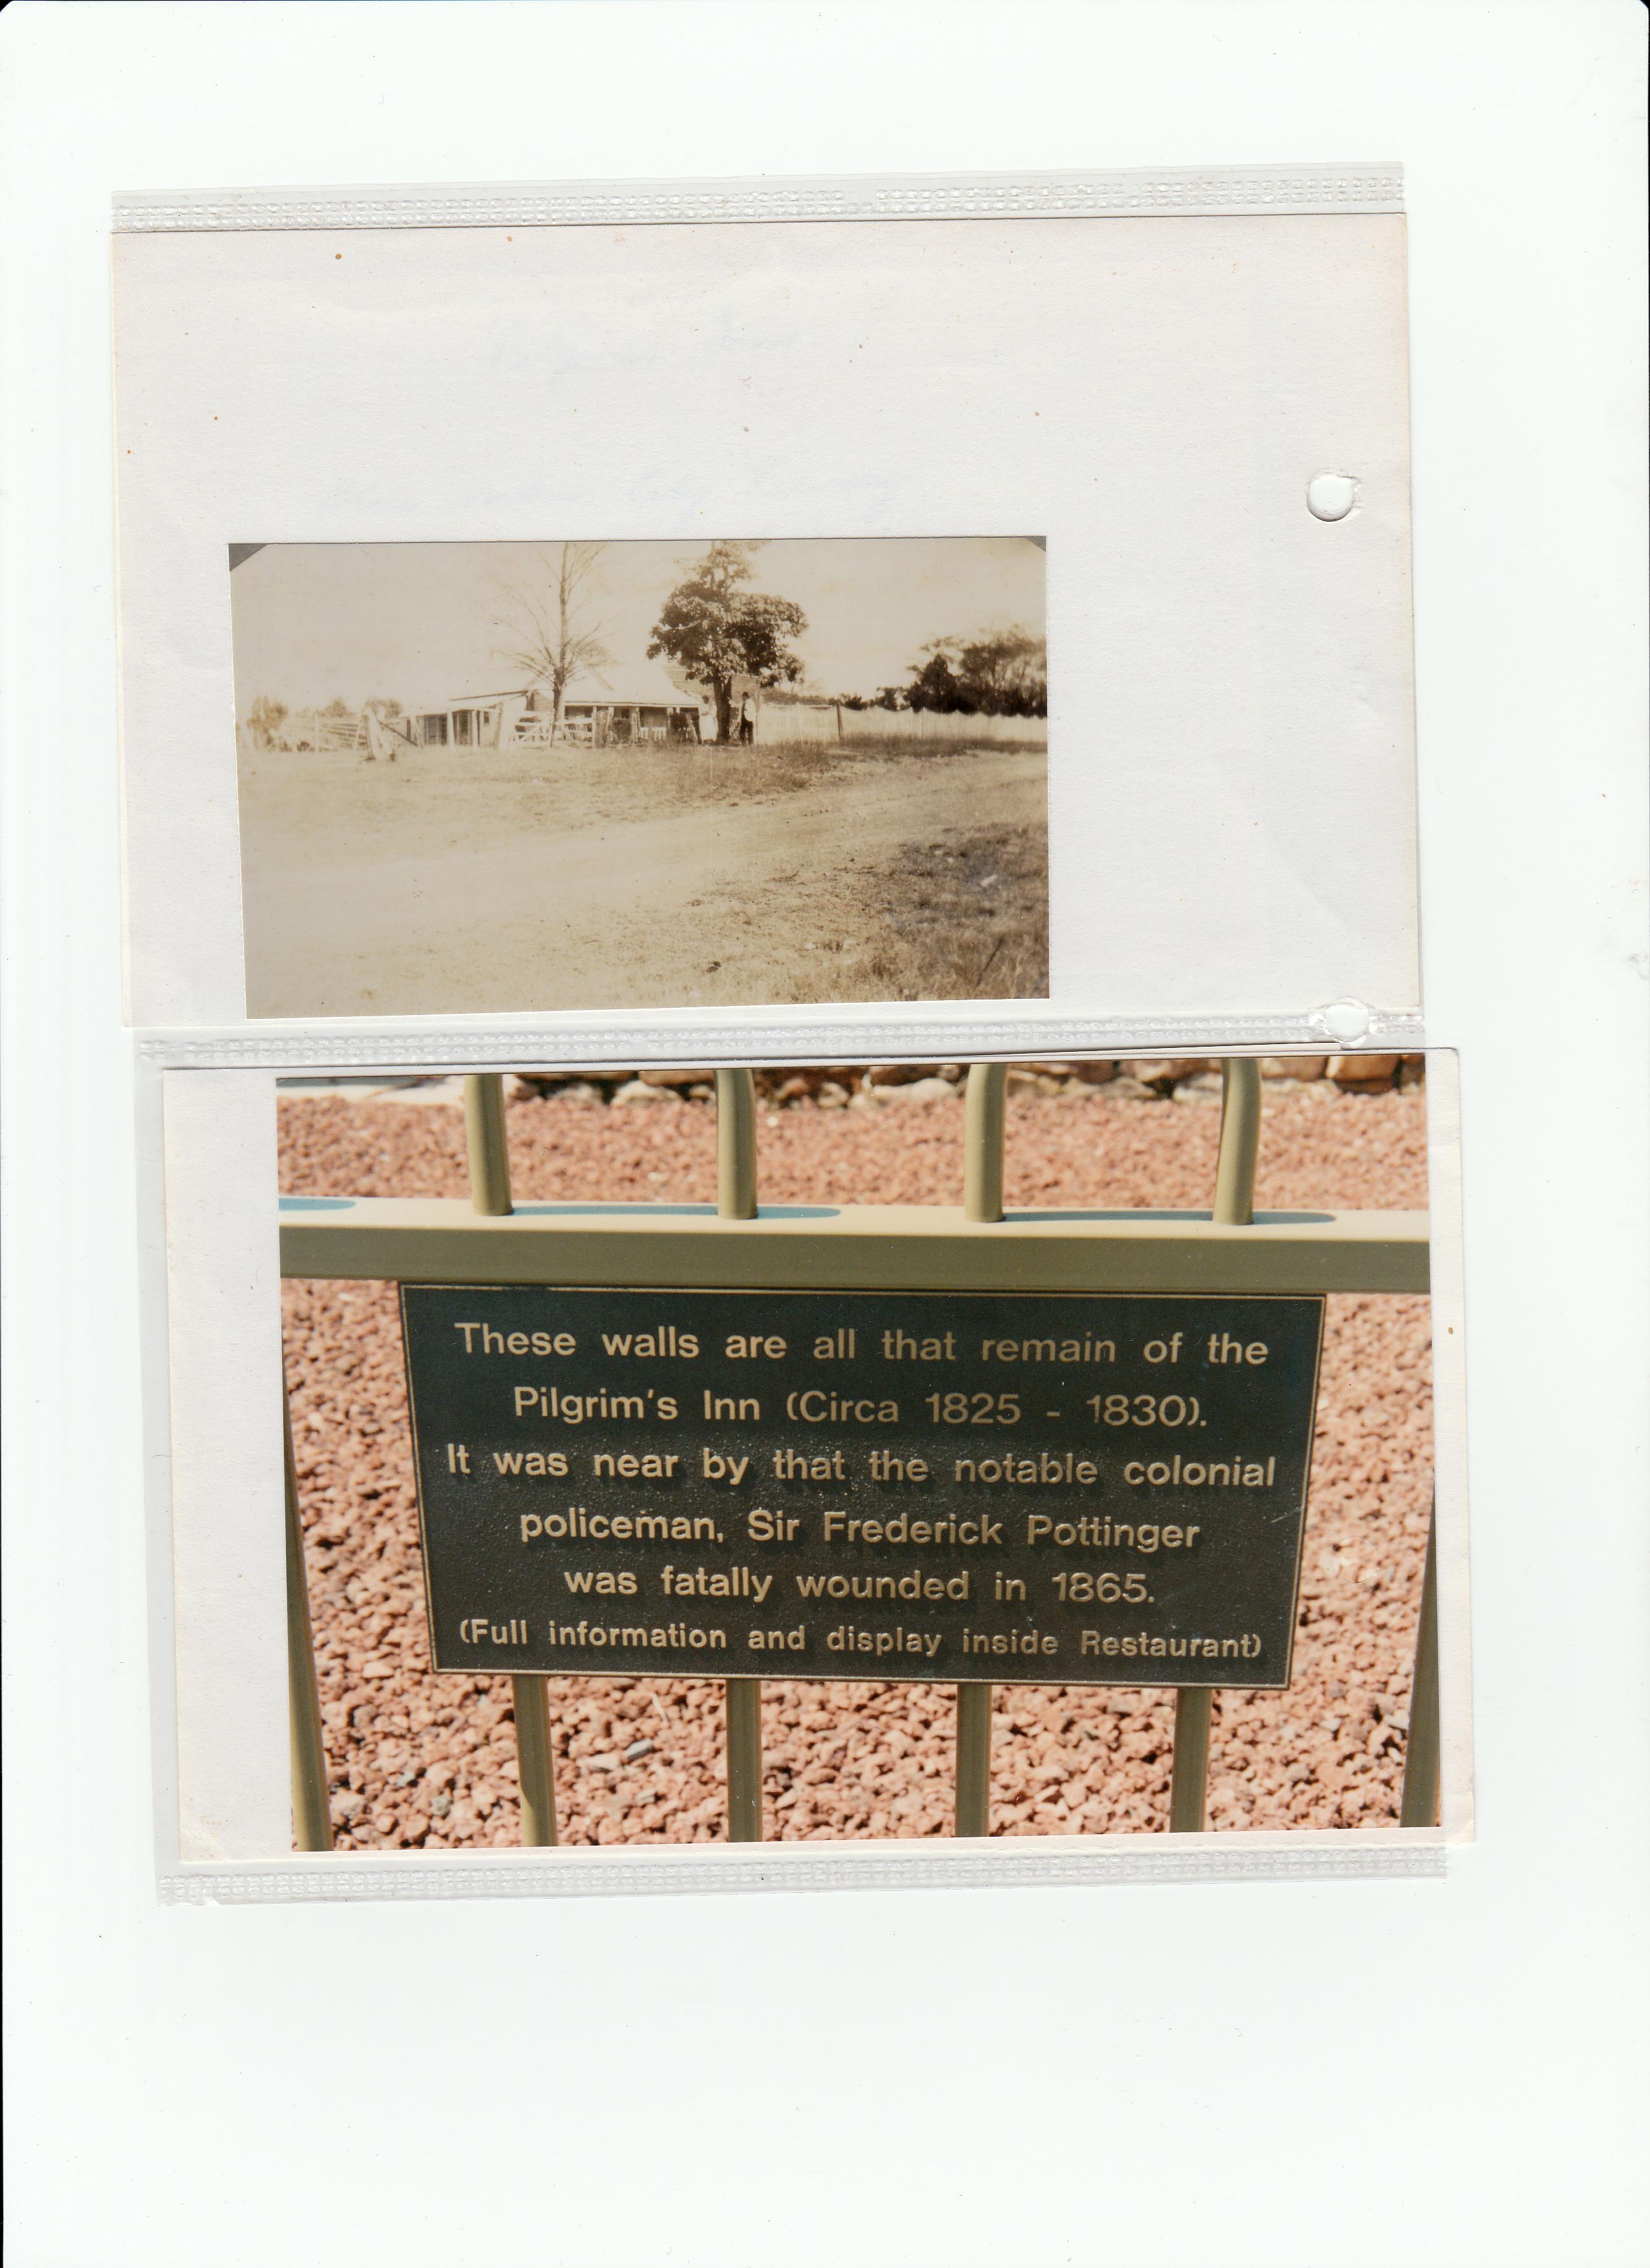 These walls are all that remain of the
Pilgrim's Inn (Circa 1825 - 1830).
It was near by that the notable colonial
policeman, Sir Frederick Pottinger
was fatally wounded in 1865.
(Full information and display inside Restaurant)